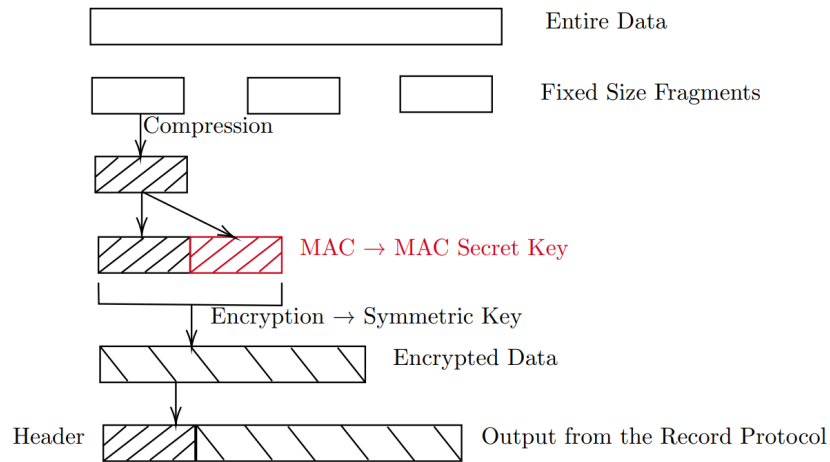 Entire Data
Fixed Size Fragments
Compression
MAC → MAC Secret Key
Encryption → Symmetric Key
Encrypted Data
Header
Output from the Record Protocol